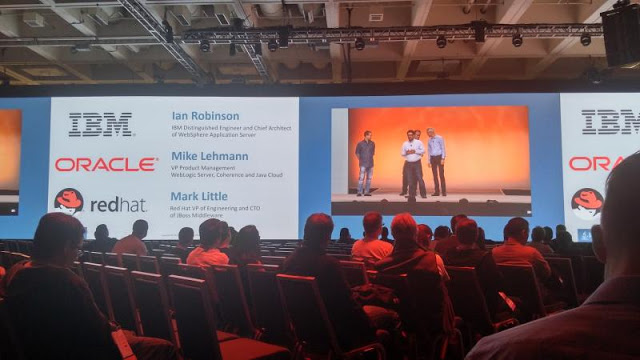 IBM
Ian Robinson
IBM Distinguished Engineer and Chief Architect
of WebSphere Application Server
ORACLE
Mike Lehmann
VP Product Management
WebLogic Server, Coherence and Java Cloud
redhat
Mark Little
Red Hat VP of Engineering and CTO
of JBoss Middleware
IBM
ORAC